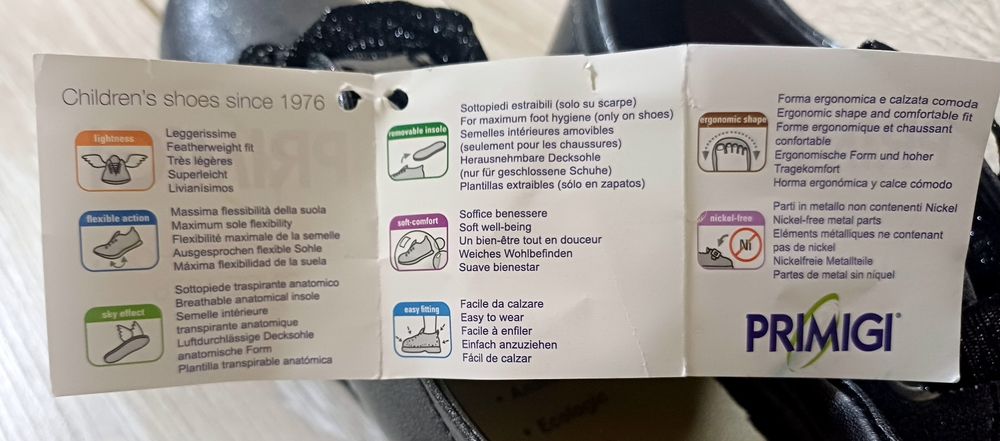 Children's shoes since 1976
lightness
Leggerissime
Featherweight fit
Très légères
Superleicht
Livianísimos
flexible action
Massima flessibilità della suola
Maximum sole flexibility
Flexibilité maximale de la semelle
Ausgesprochen flexible Sohle
Máxima flexibilidad de la suela
sky effect
Sottopiede traspirante anatomico
Breathable anatomical insole
Semelle intérieure
transpirante anatomique
Luftdurchlässige Decksohle
anatomische Form
Plantilla transpirable anatómica
removable insole
Sottopiedi estraibili (solo su scarpe)
For maximum foot hygiene (only on shoes)
Semelles intérieures amovibles
(seulement pour les chaussures)
Herausnehmbare Decksohle
(nur für geschlossene Schuhe)
Plantillas extraibles (sólo en zapatos)
soft-comfort
Soffice benessere
Soft well-being
Un bien-être tout en douceur
Weiches Wohlbefinden
Suave bienestar
easy fitting
Facile da calzare
Easy to wear
Facile à enfiler
Einfach anzuziehen
Fácil de calzar
ergonomic shape
Forma ergonomica e calzata comoda
Ergonomic shape and comfortable fit
Forme ergonomique et chaussant
confortable
Ergonomische Form und hoher
Tragekomfort
Horma ergonómica y calce cómodo
nickel-free
Ni
Parti in metallo non contenenti Nickel
Nickel-free metal parts
Eléments métalliques ne contenant
pas de nickel
Nickelfreie Metallteile
Partes de metal sin níquel
PRIMIGI®
Ecology